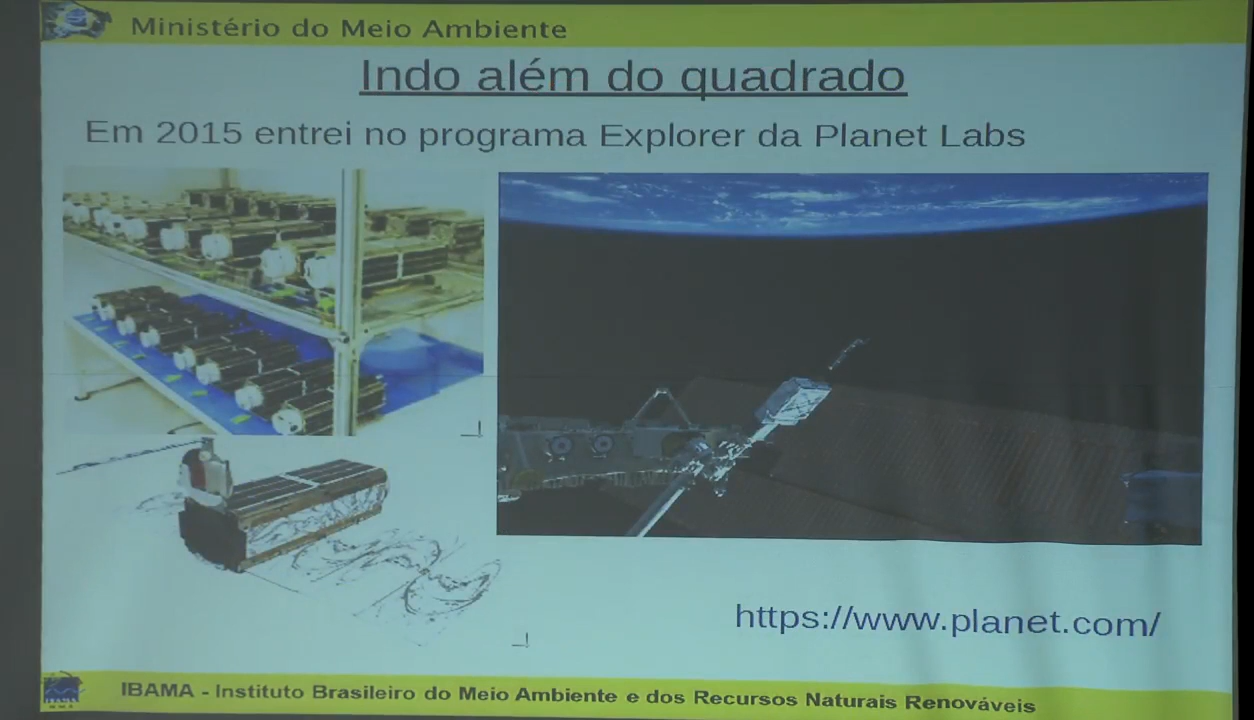 Ministério do Meio Ambiente
Indo além do quadrado
Em 2015 entrei no programa Explorer da Planet Labs
https://www.planet.com/
IBAMA - Instituto Brasileiro do Meio Ambiente e dos Recursos Naturais Renováveis